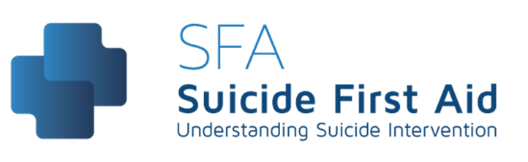 SFA
Suicide First Aid
Understanding Suicide Intervention